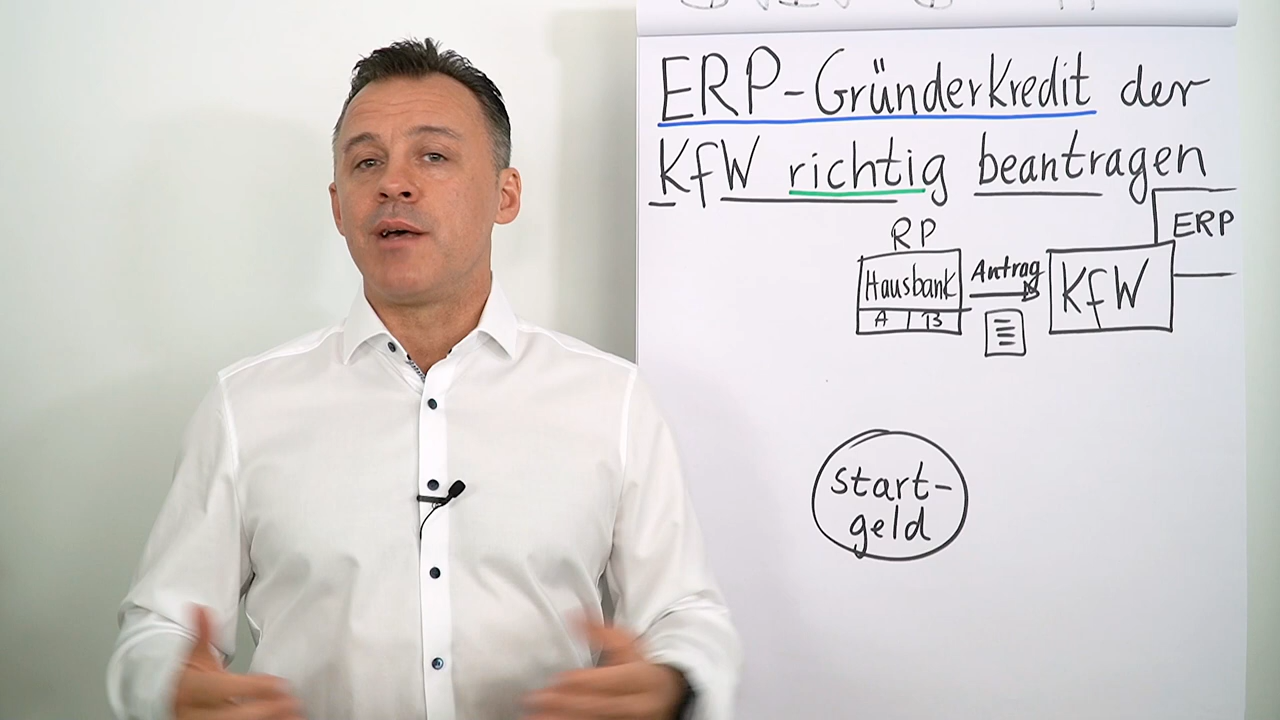 ERP-Gründerkredit der
KfW richtig beantragen
RP
ERP
Hausbank
Antrag
KfW
A | B
start-
geld